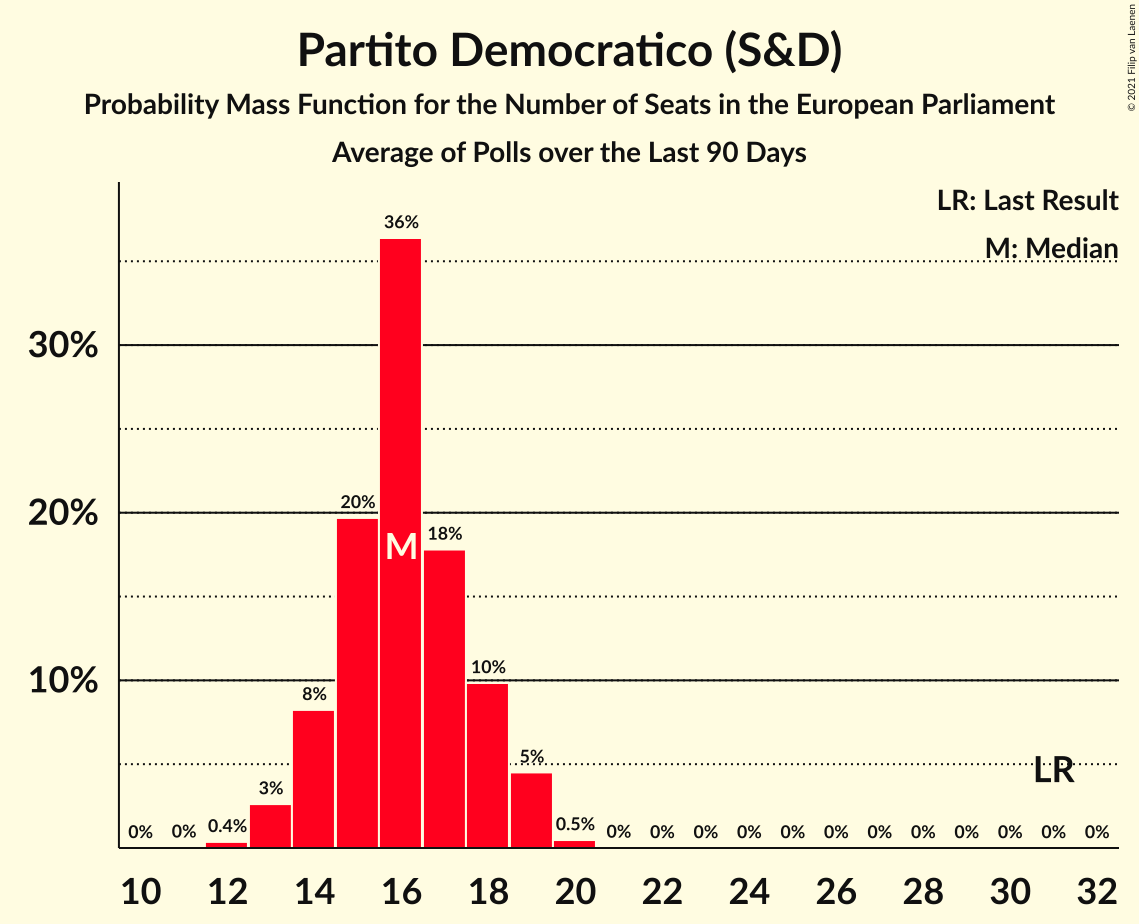 Partito Democratico (S&D)
Probability Mass Function for the Number of Seats in the European Parliament
Average of Polls over the Last 90 Days
© 2021 Filip van Laenen
LR: Last Result
M: Median
36%
30%
20%
20%
M
18%
10%
10%
8%
5%
LR
3%
0% 0% 0.4% 0.5% 0% 0% 0% 0% 0% 0% 0% 0% 0% 0% 0% 0%
10 12 14 16 18 20 22 24 26 28 30 32